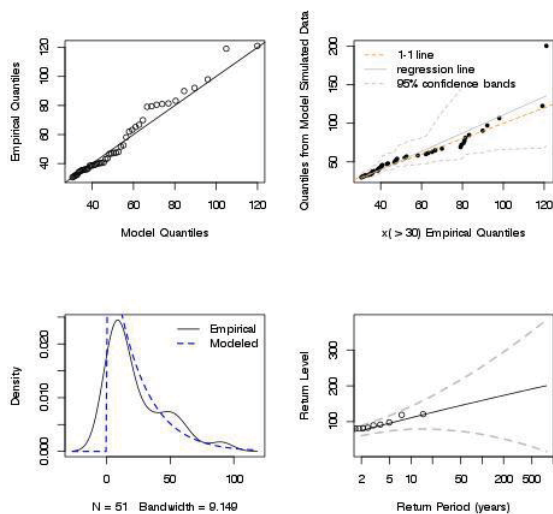 Empirical Quantiles
120
100
80
60
40
40 60 80 100 120
Model Quantiles
Quantiles from Model Simulated Data
200
150
100
50
1-1 line
regression line
95% confidence bands
40 60 80 100 120
x( > 30) Empirical Quantiles
Density
0.020
0.010
0.000
Empirical
Modeled
0 50 100
N = 51 Bandwidth = 9.149
Return Level
300
200
100
2 5 10 50 100 200 500
Return Period (years)